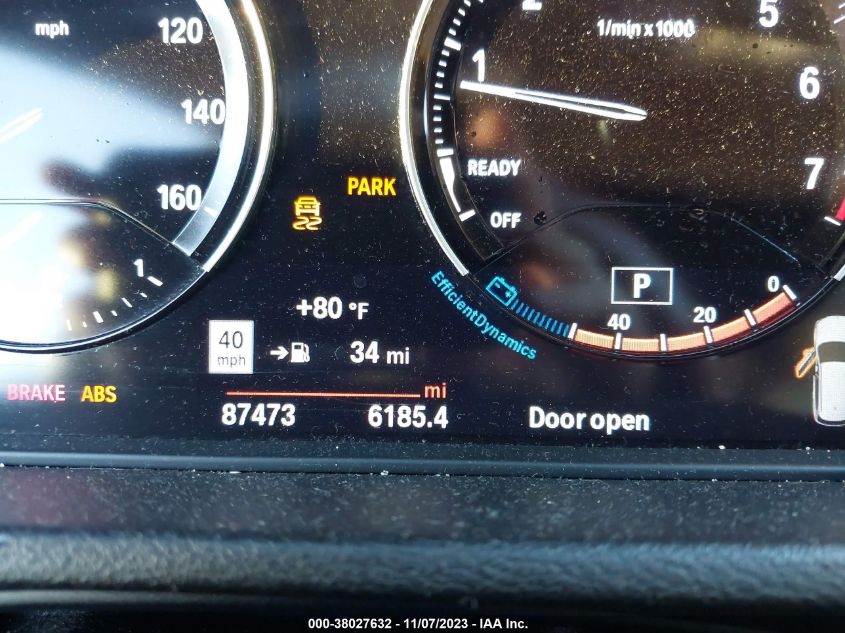 mph
120
140
160
1
2
1/min x 1000
5
1
6
7
READY
OFF
PARK
EfficientDynamics
P
40
20
0
+80 °F
40
mph
34 mi
BRAKE ABS
mi
87473 6185.4
Door open
000-38027632 - 11/07/2023 - IAA Inc.